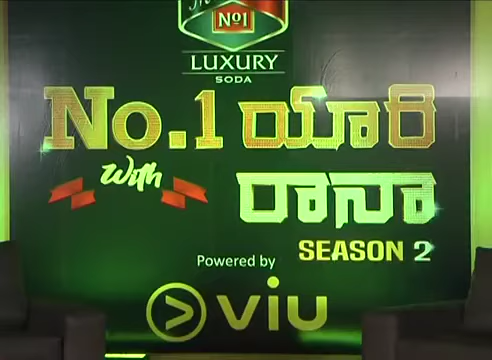 No1
LUXURY
SODA
No.1 యారి
with
రానా
SEASON 2
Powered by
viu